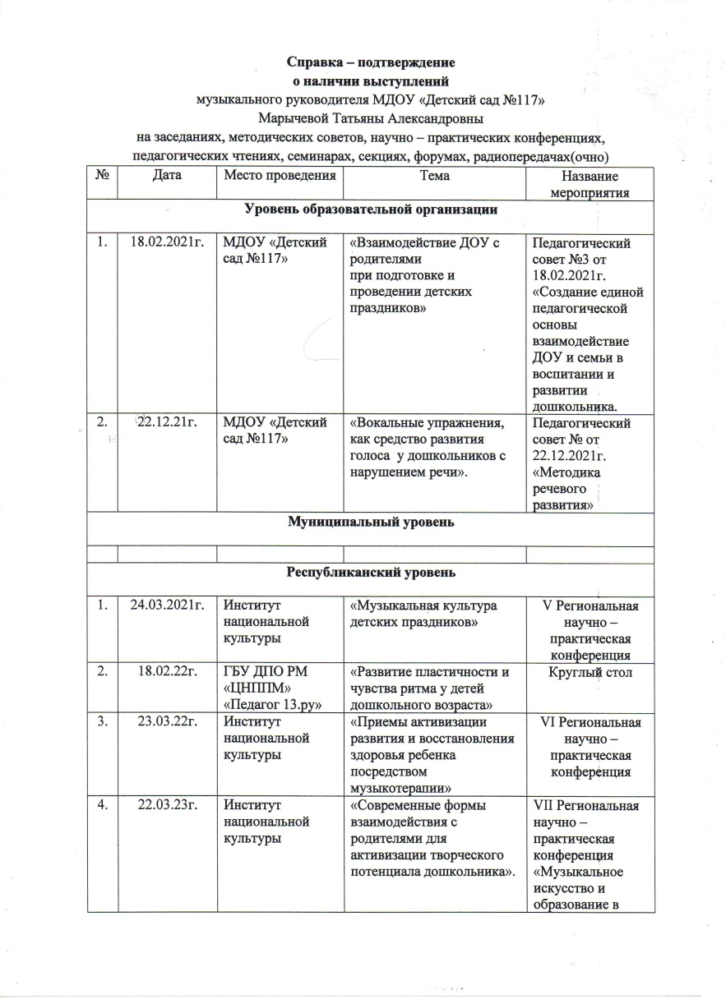 Справка – подтверждение
о наличии выступлений
музыкального руководителя МДОУ «Детский сад №117»
Марычевой Татьяны Александровны
на заседаниях, методических советов, научно – практических конференциях,
педагогических чтениях, семинарах, секциях, форумах, радиопередачах(очно)
№ Дата Место проведения Тема Название
мероприятия
Уровень образовательной организации
1. 18.02.2021г. МДОУ «Детский
сад №117»
«Взаимодействие ДОУ с
родителями
при подготовке и
проведении детских
праздников»
Педагогический
совет №3 от
18.02.2021г.
«Создание единой
педагогической
основы
взаимодействие
ДОУ и семьи в
воспитании и
развитии
дошкольника.
2. 22.12.21г. МДОУ «Детский
сад №117»
«Вокальные упражнения,
как средство развития
голоса у дошкольников с
нарушением речи».
Педагогический
совет № от
22.12.2021г.
«Методика
речевого
развития»
Муниципальный уровень
Республиканский уровень
1. 24.03.2021г. Институт
национальной
культуры
«Музыкальная культура
детских праздников»
V Региональная
научно –
практическая
конференция
2. 18.02.22г. ГБУ ДПО РМ
«ЦНППМ»
«Педагог 13.ру»
«Развитие пластичности и
чувства ритма у детей
дошкольного возраста»
Круглый стол
3. 23.03.22г. Институт
национальной
культуры
«Приемы активизации
развития и восстановления
здоровья ребенка
посредством
музыкотерапии»
VI Региональная
научно –
практическая
конференция
4. 22.03.23г. Институт
национальной
культуры
«Современные формы
взаимодействия с
родителями для
активизации творческого
потенциала дошкольника».
VII Региональная
научно –
практическая
конференция
«Музыкальное
искусство и
образование в